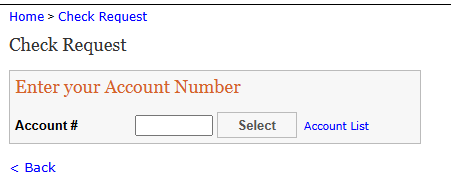 Home > Check Request
Check Request
Enter your Account Number
Account # Select Account List
< Back